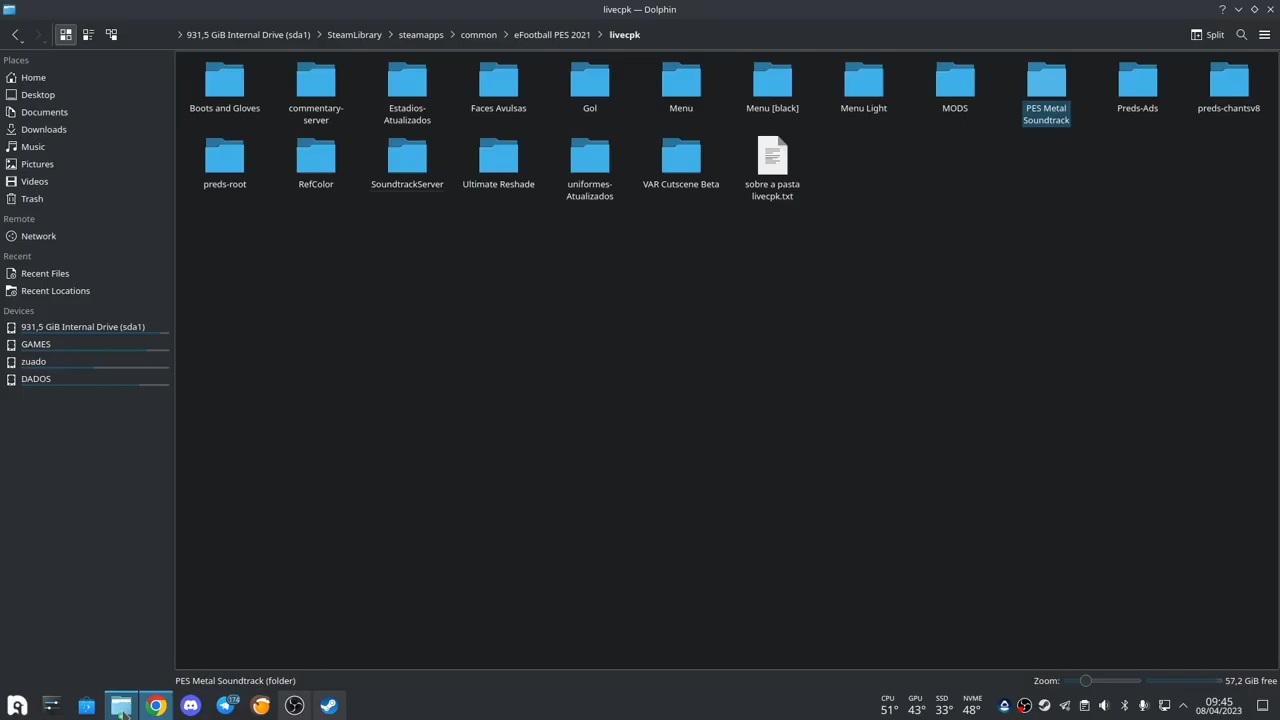 livecpk — Dolphin
931,5 GiB Internal Drive (sda1) > SteamLibrary > steamapps > common > eFootball PES 2021 > livecpk
Split
Places
Home
Desktop
Documents
Downloads
Music
Pictures
Videos
Trash
Remote
Network
Recent
Recent Files
Recent Locations
Devices
931,5 GiB Internal Drive (sda1)
GAMES
zuado
DADOS
Boots and Gloves
commentary-
server
Estadios-
Atualizados
Faces Avulsas
Gol
Menu
Menu [black]
Menu Light
MODS
PES Metal
Soundtrack
Preds-Ads
preds-chantsv8
preds-root
RefColor
SoundtrackServer
Ultimate Reshade
uniformes-
Atualizados
VAR Cutscene Beta
sobre a pasta
livecpk.txt
PES Metal Soundtrack (folder)
Zoom:
57,2 GiB free
174
CPU
51°
GPU
43°
SSD
33°
NVME
48°
09:45
08/04/2023